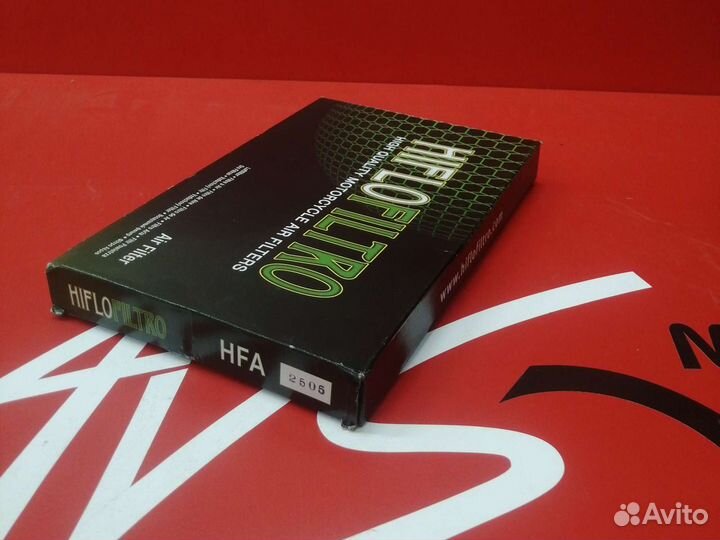 HIFLOFILTRO
HIGH QUALITY MOTORCYCLE AIR FILTERS
Air Filter
www.hiflofiltro.com
HIFLOFILTRO
HFA
2505
Avito